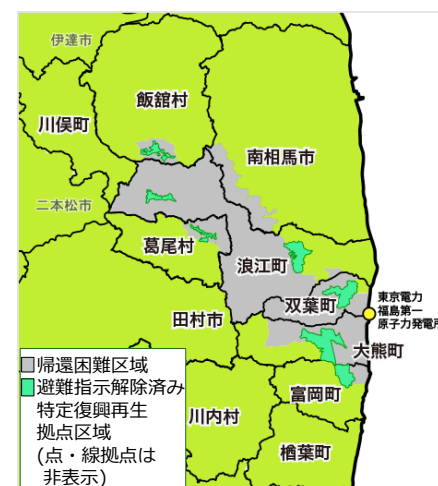 伊達市
飯舘村
川俣町
南相馬市
二本松市
葛尾村
浪江町
双葉町
東京電力
福島第一
原子力発電所
田村市
大熊町
帰還困難区域
避難指示解除済み
特定復興再生
拠点区域
(点・線拠点は
非表示)
富岡町
川内村
楢葉町